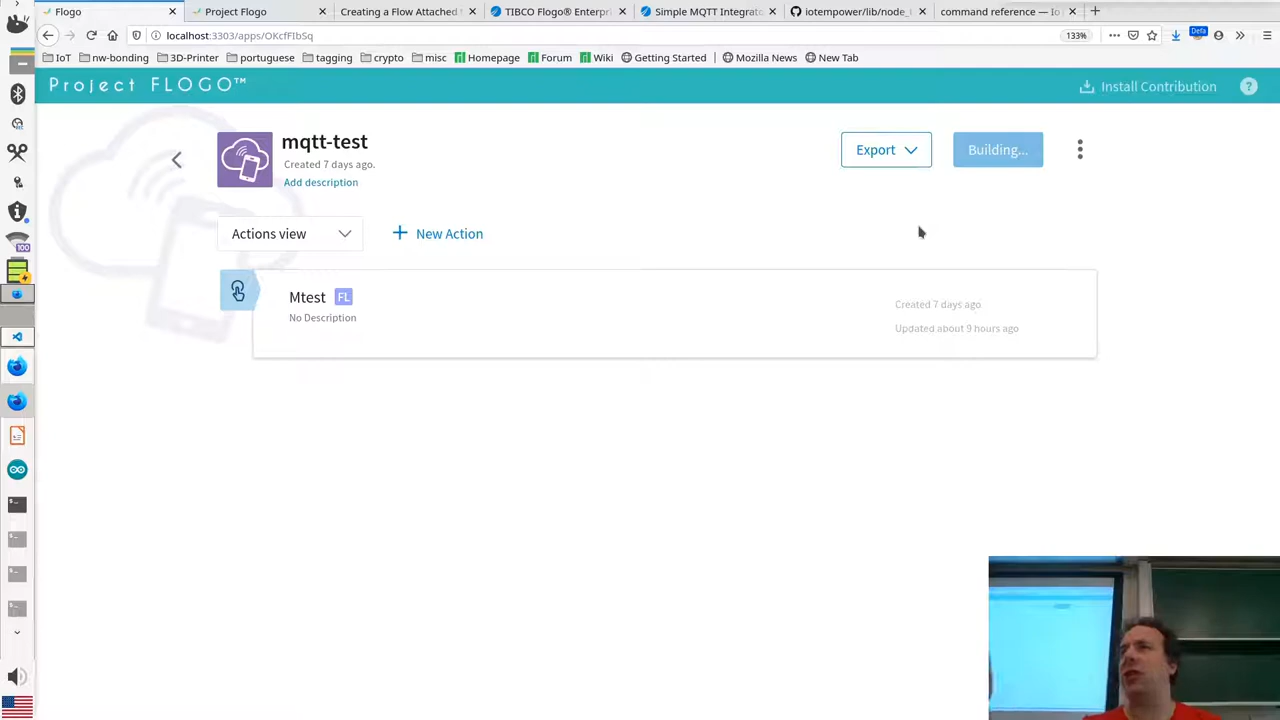 Flogo
Project Flogo
Creating a Flow Attached
TIBCO Flogo® Enterpri
Simple MQTT Integrato
iotempower/lib/node_
command reference — Io
localhost:3303/apps/OKcfFIbSq
133%
IoT
nw-bonding
3D-Printer
portuguese
tagging
crypto
misc
Homepage
Forum
Wiki
Getting Started
Mozilla News
New Tab
Project FLOGO™
Install Contribution
?
mqtt-test
Created 7 days ago.
Add description
Export
Building...
Actions view
New Action
Mtest FL
No Description
Created 7 days ago
Updated about 9 hours ago
100
Defa